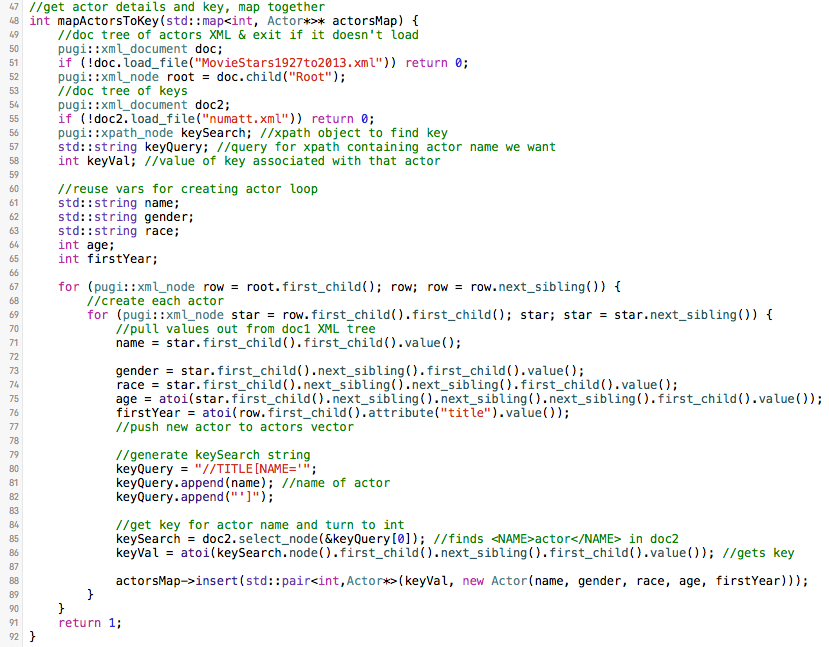 47 //get actor details and key, map together
48 int mapActorsToKey(std::map<int, Actor*>* actorsMap) {
49     //doc tree of actors XML & exit if it doesn't load
50     pugi::xml_document doc;
51     if (!doc.load_file("MovieStars1927to2013.xml")) return 0;
52     pugi::xml_node root = doc.child("Root");
53     //doc tree of keys
54     pugi::xml_document doc2;
55     if (!doc2.load_file("numatt.xml")) return 0;
56     pugi::xpath_node keySearch; //xpath object to find key
57     std::string keyQuery; //query for xpath containing actor name we want
58     int keyVal; //value of key associated with that actor
59
60     //reuse vars for creating actor loop
61     std::string name;
62     std::string gender;
63     std::string race;
64     int age;
65     int firstYear;
66
67     for (pugi::xml_node row = root.first_child(); row; row = row.next_sibling()) {
68         //create each actor
69         for (pugi::xml_node star = row.first_child().first_child(); star; star = star.next_sibling()) {
70             //pull values out from doc1 XML tree
71             name = star.first_child().first_child().value();
72
73             gender = star.first_child().next_sibling().first_child().value();
74             race = star.first_child().next_sibling().next_sibling().first_child().value();
75             age = atoi(star.first_child().next_sibling().next_sibling().next_sibling().first_child().value());
76             firstYear = atoi(row.first_child().attribute("title").value());
77             //push new actor to actors vector
78
79             //generate keySearch string
80             keyQuery = "//TITLE[NAME='";
81             keyQuery.append(name); //name of actor
82             keyQuery.append("']");
83
84             //get key for actor name and turn to int
85             keySearch = doc2.select_node(&keyQuery[0]); //finds <NAME>actor</NAME> in doc2
86             keyVal = atoi(keySearch.node().first_child().next_sibling().first_child().value()); //gets key
87
88             actorsMap->insert(std::pair<int,Actor*>(keyVal, new Actor(name, gender, race, age, firstYear)));
89         }
90     }
91     return 1;
92 }